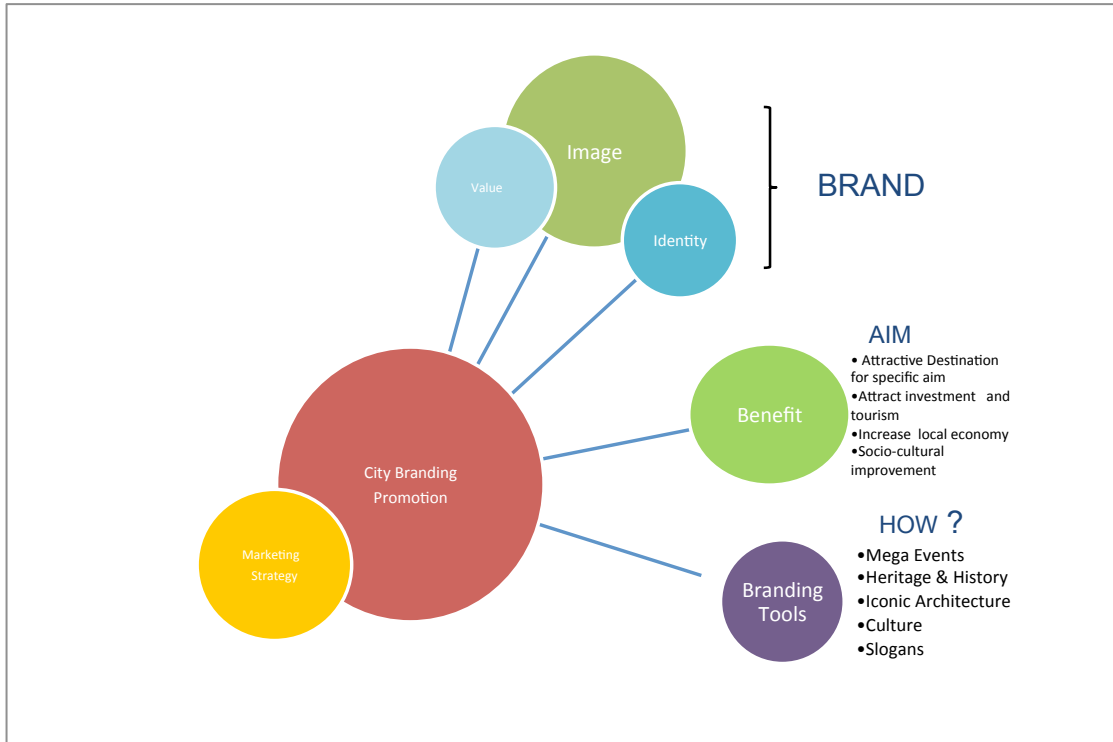 Image
Value
Identity
BRAND
AIM
• Attractive Destination
for specific aim
•Attract investment and
tourism
•Increase local economy
•Socio-cultural
improvement
Benefit
City Branding
Promotion
Marketing
Strategy
HOW ?
•Mega Events
•Heritage & History
•Iconic Architecture
•Culture
•Slogans
Branding
Tools